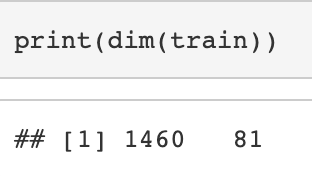 print(dim(train))
## [1] 1460   81